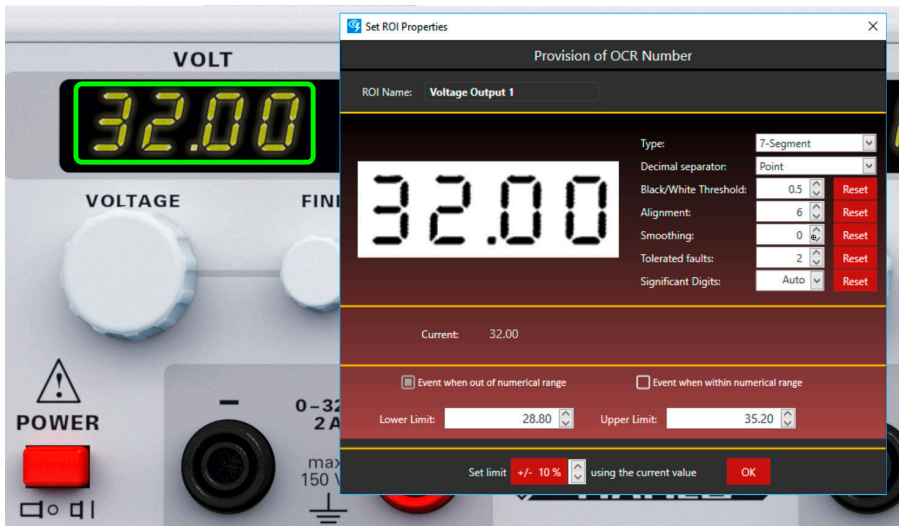 Set ROI Properties
Provision of OCR Number
VOLT
ROI Name: Voltage Output 1
32.00
Type: 7-Segment
Decimal separator: Point
Black/White Threshold: 0.5 Reset
Alignment: 6 Reset
Smoothing: 0 Reset
Tolerated faults: 2 Reset
Significant Digits: Auto Reset
32.00
VOLTAGE
FIN
Current: 32.00
Event when out of numerical range
Event when within numerical range
Lower Limit: 28.80
Upper Limit: 35.20
Set limit +/- 10 % using the current value OK
POWER
0-32
2 A
max
150 V